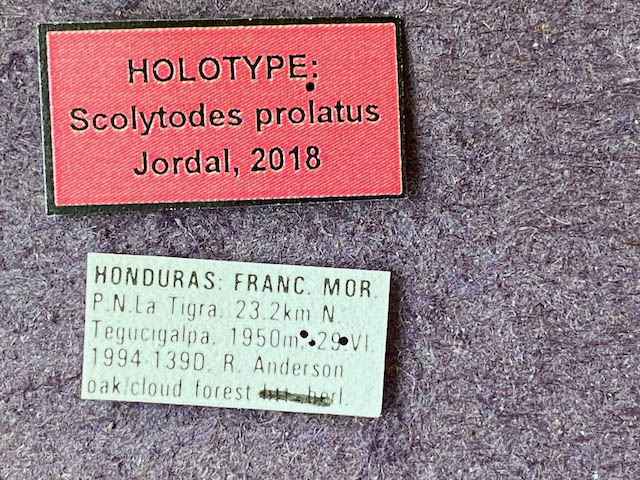 HOLOTYPE:
Scolytodes prolatus
Jordal, 2018
HONDURAS: FRANC. MOR.
P.N.La Tigra, 23.2km N.
Tegucigalpa, 1950m, 29.VI.
1994-139D. R. Anderson
oak/cloud forest berl.